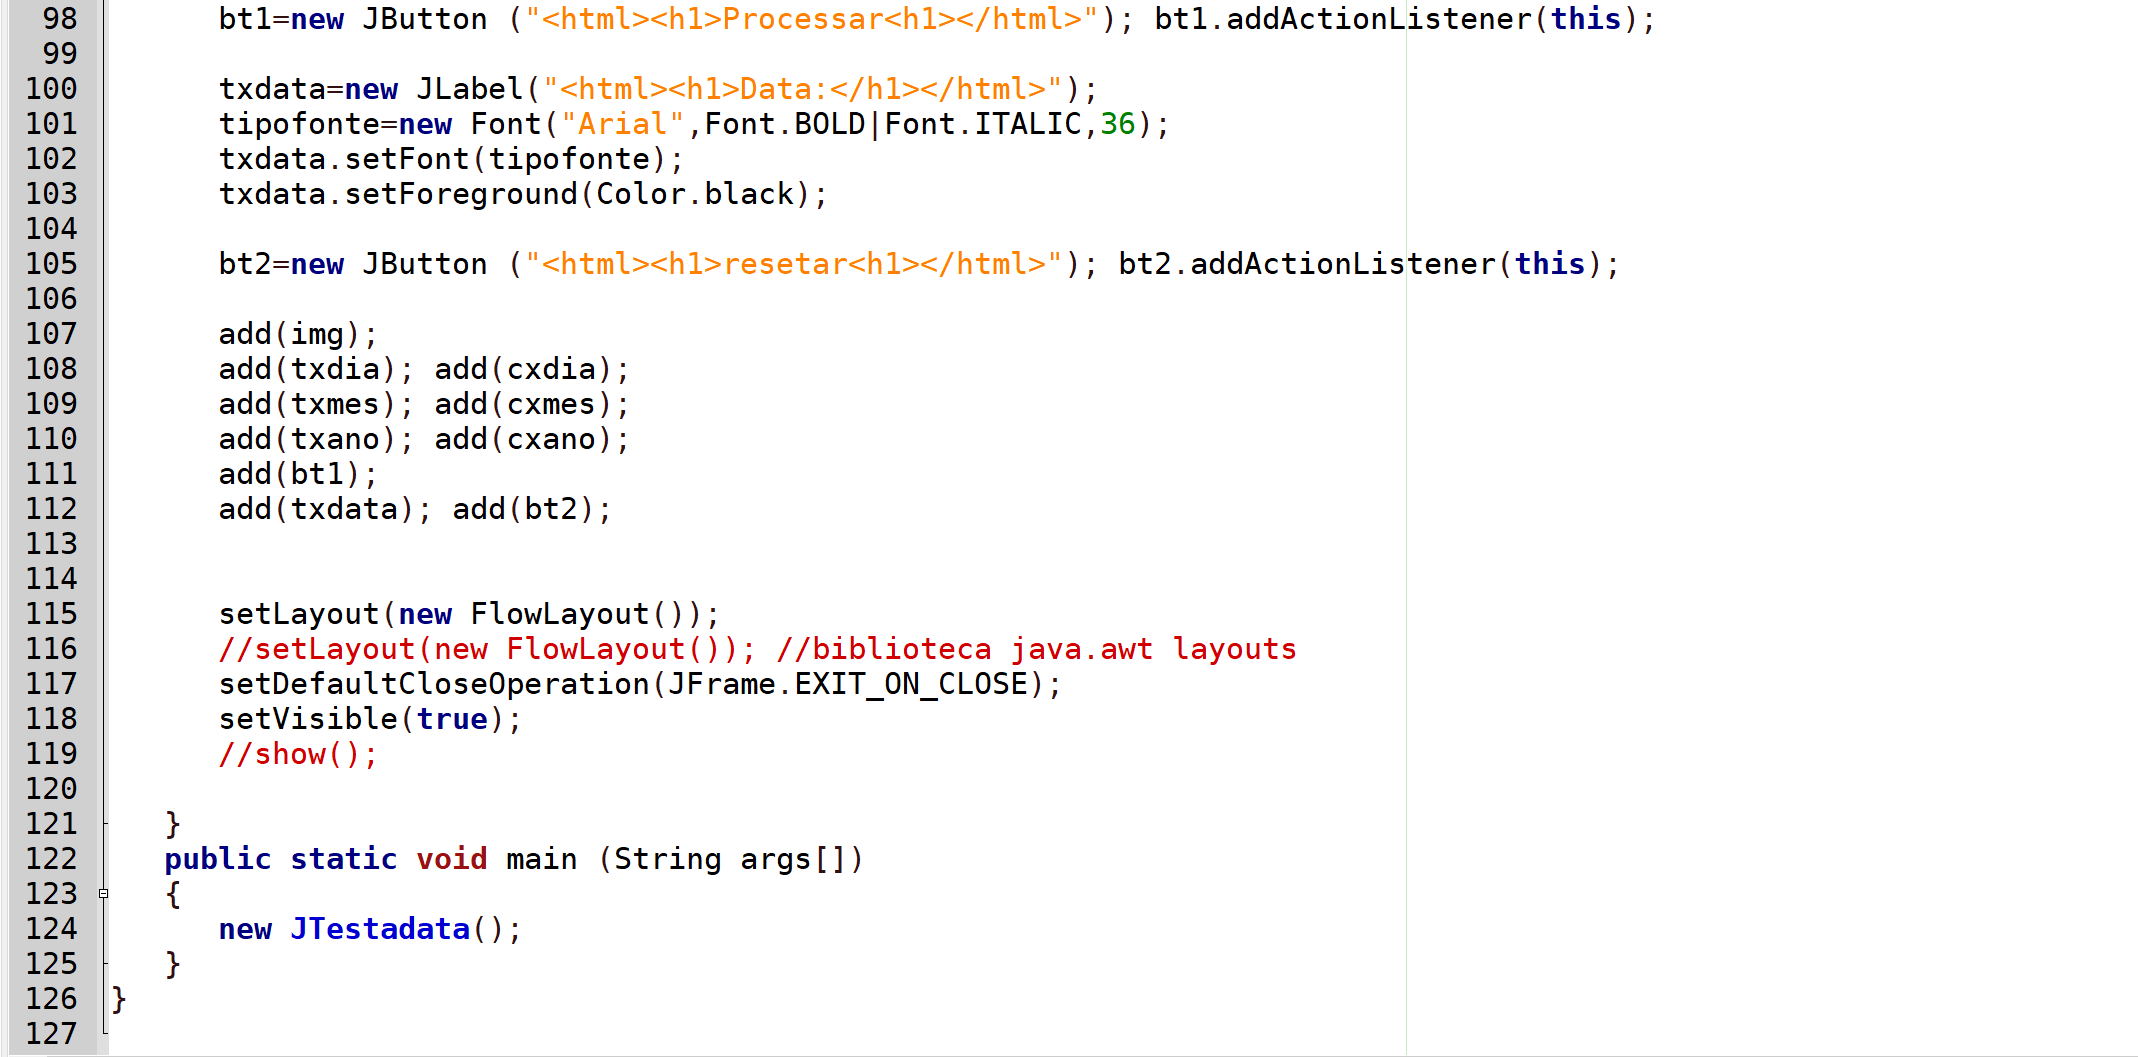 98 bt1=new JButton ("<html><h1>Processar<h1></html>"); bt1.addActionListener(this);
99
100 txdata=new JLabel("<html><h1>Data:</h1></html>");
101 tipofonte=new Font("Arial",Font.BOLD|Font.ITALIC,36);
102 txdata.setFont(tipofonte);
103 txdata.setForeground(Color.black);
104
105 bt2=new JButton ("<html><h1>resetar<h1></html>"); bt2.addActionListener(this);
106
107 add(img);
108 add(txdia); add(cxdia);
109 add(txmes); add(cxmes);
110 add(txano); add(cxano);
111 add(bt1);
112 add(txdata); add(bt2);
113
114
115 setLayout(new FlowLayout());
116 //setLayout(new FlowLayout()); //biblioteca java.awt layouts
117 setDefaultCloseOperation(JFrame.EXIT_ON_CLOSE);
118 setVisible(true);
119 //show();
120
121 }
122 public static void main (String args[])
123 {
124 new JTestadata();
125 }
126 }
127